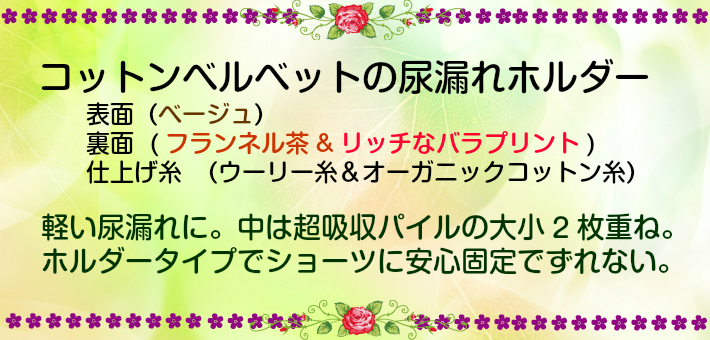 コットンベルベットの尿漏れホルダー
表面（ベージュ）
裏面 ( フランネル茶 & リッチなバラプリント )
仕上げ糸 （ウーリー糸＆オーガニックコットン糸）
軽い尿漏れに。中は超吸収パイルの大小２枚重ね。
ホルダータイプでショーツに安心固定でずれない。